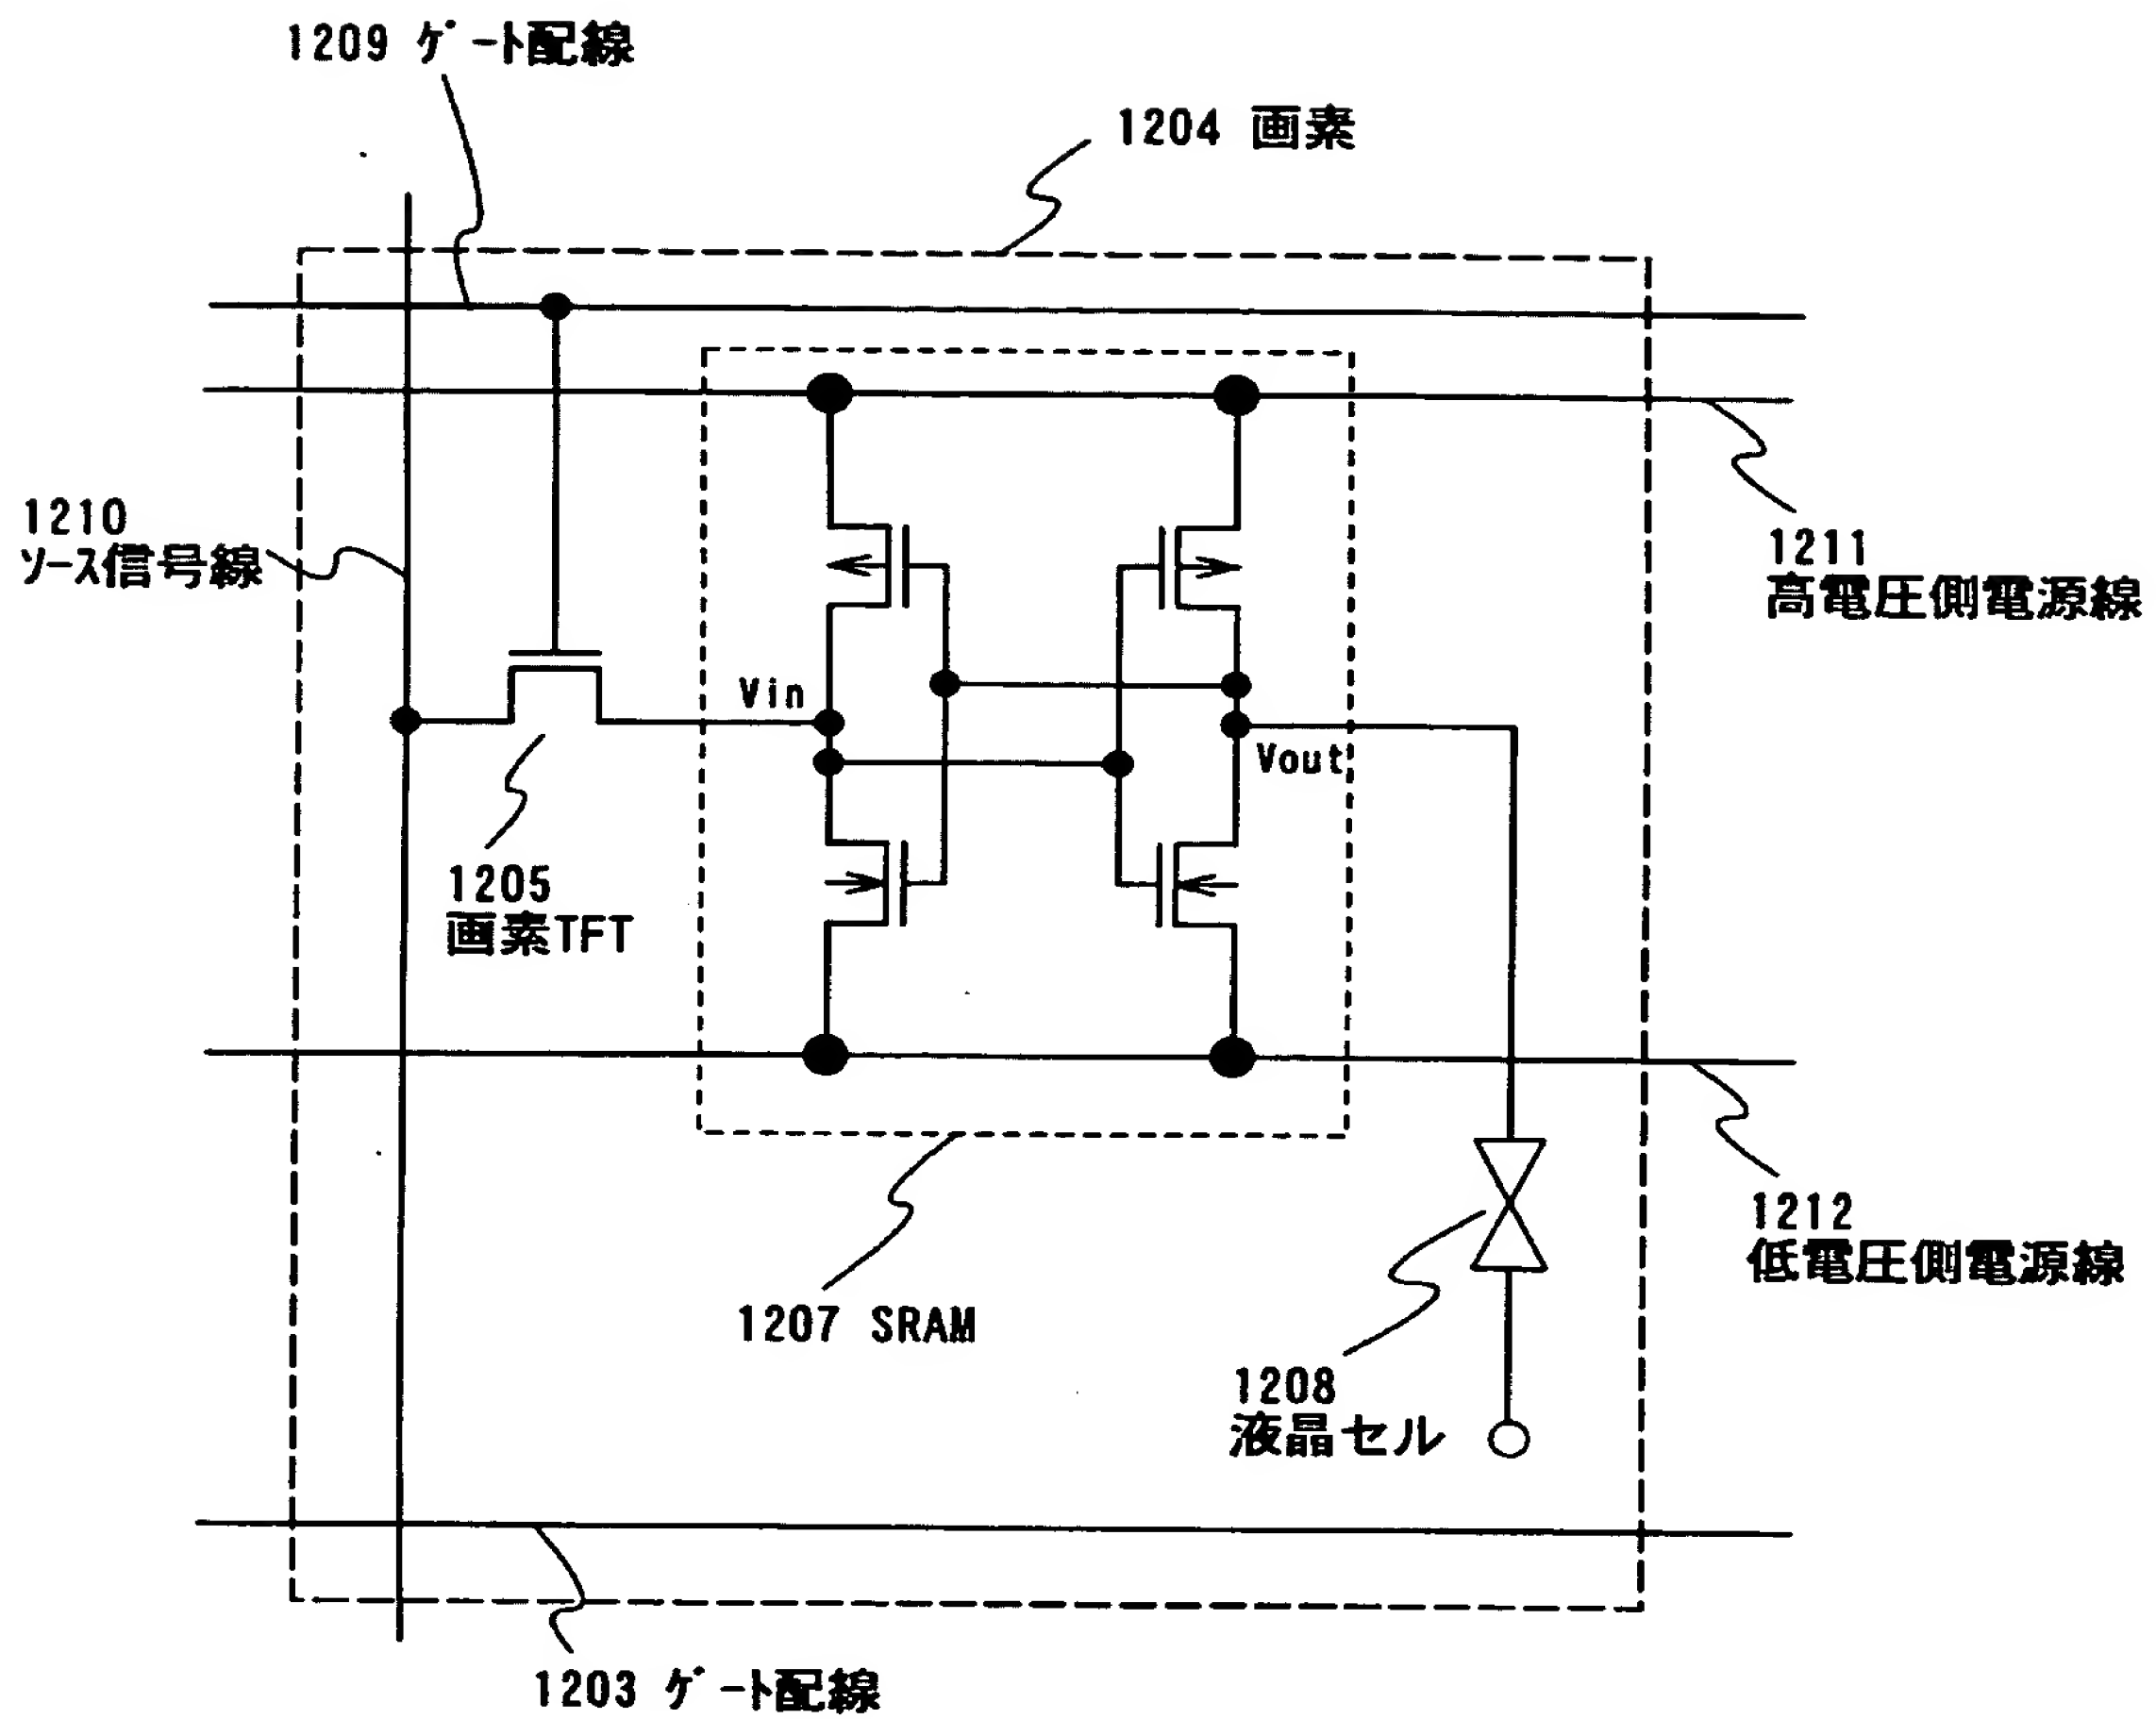 1209 ｹﾞｰﾄ配線
1204 画素
1210
ｿｰｽ信号線
1211
高電圧側電源線
Vin
Vout
1205
画素TFT
1207 SRAM
1212
低電圧側電源線
1208
液晶セル
1203 ｹﾞｰﾄ配線